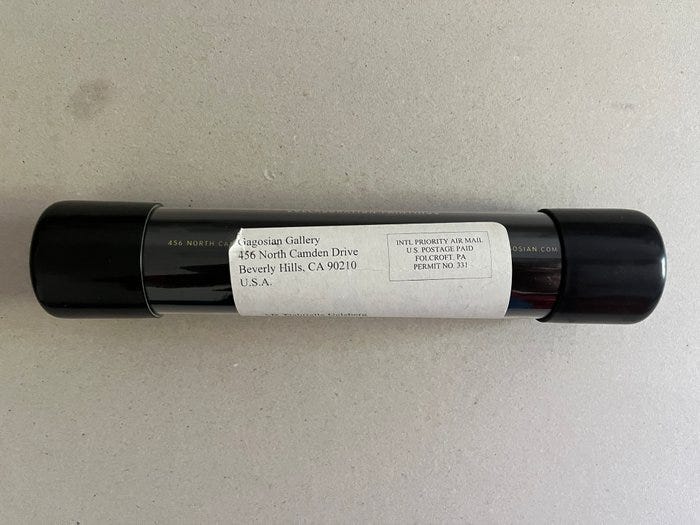 456 NORTH CA
Gagosian Gallery
456 North Camden Drive
Beverly Hills, CA 90210
U.S.A.
INTL PRIORITY AIR MAIL
U.S. POSTAGE PAID
FOLCROFT, PA
PERMIT NO. 331
OSIAN.COM